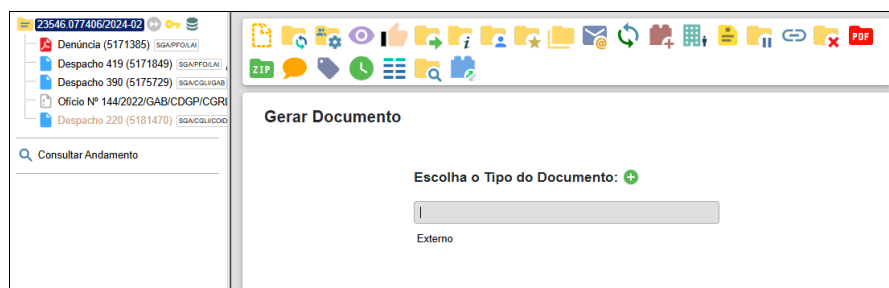 23546.077406/2024-02
Denúncia (5171385) SGA/PFO/LAI
Despacho 419 (5171849) SGA/PFO/LAI
Despacho 390 (5175729) SGA/CGLI/GAB
Ofício Nº 144/2022/GAB/CDGP/CGRI
Despacho 220 (5181470) SGA/CGLI/COID
Consultar Andamento
i
PDF
ZIP
Gerar Documento
Escolha o Tipo do Documento:
Externo